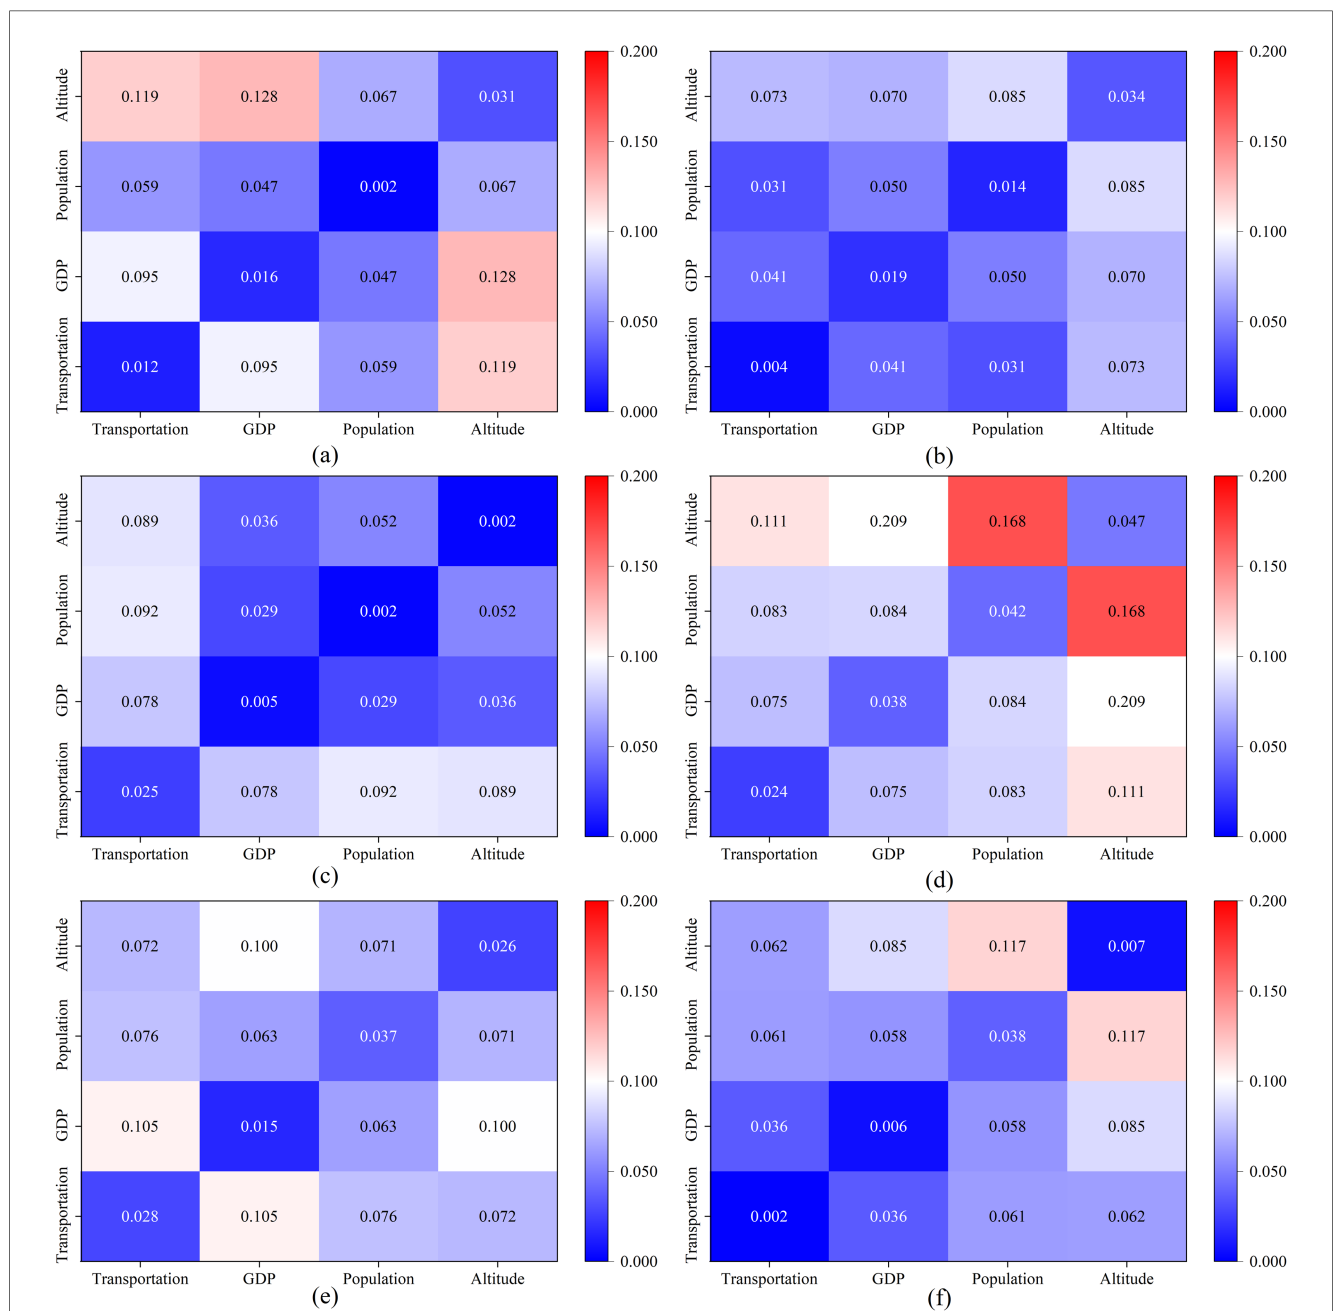 Altitude 0.119 0.128 0.067 0.031
Population 0.059 0.047 0.002 0.067
GDP 0.095 0.016 0.047 0.128
Transportation 0.012 0.095 0.059 0.119
Transportation GDP Population Altitude
0.200
0.150
0.100
0.050
0.000
(a)
Altitude 0.073 0.070 0.085 0.034
Population 0.031 0.050 0.014 0.085
GDP 0.041 0.019 0.050 0.070
Transportation 0.004 0.041 0.031 0.073
Transportation GDP Population Altitude
0.200
0.150
0.100
0.050
0.000
(b)
Altitude 0.089 0.036 0.052 0.002
Population 0.092 0.029 0.002 0.052
GDP 0.078 0.005 0.029 0.036
Transportation 0.025 0.078 0.092 0.089
Transportation GDP Population Altitude
0.200
0.150
0.100
0.050
0.000
(c)
Altitude 0.111 0.209 0.168 0.047
Population 0.083 0.084 0.042 0.168
GDP 0.075 0.038 0.084 0.209
Transportation 0.024 0.075 0.083 0.111
Transportation GDP Population Altitude
0.200
0.150
0.100
0.050
0.000
(d)
Altitude 0.072 0.100 0.071 0.026
Population 0.076 0.063 0.037 0.071
GDP 0.105 0.015 0.063 0.100
Transportation 0.028 0.105 0.076 0.072
Transportation GDP Population Altitude
0.200
0.150
0.100
0.050
0.000
(e)
Altitude 0.062 0.085 0.117 0.007
Population 0.061 0.058 0.038 0.117
GDP 0.036 0.006 0.058 0.085
Transportation 0.002 0.036 0.061 0.062
Transportation GDP Population Altitude
0.200
0.150
0.100
0.050
0.000
(f)